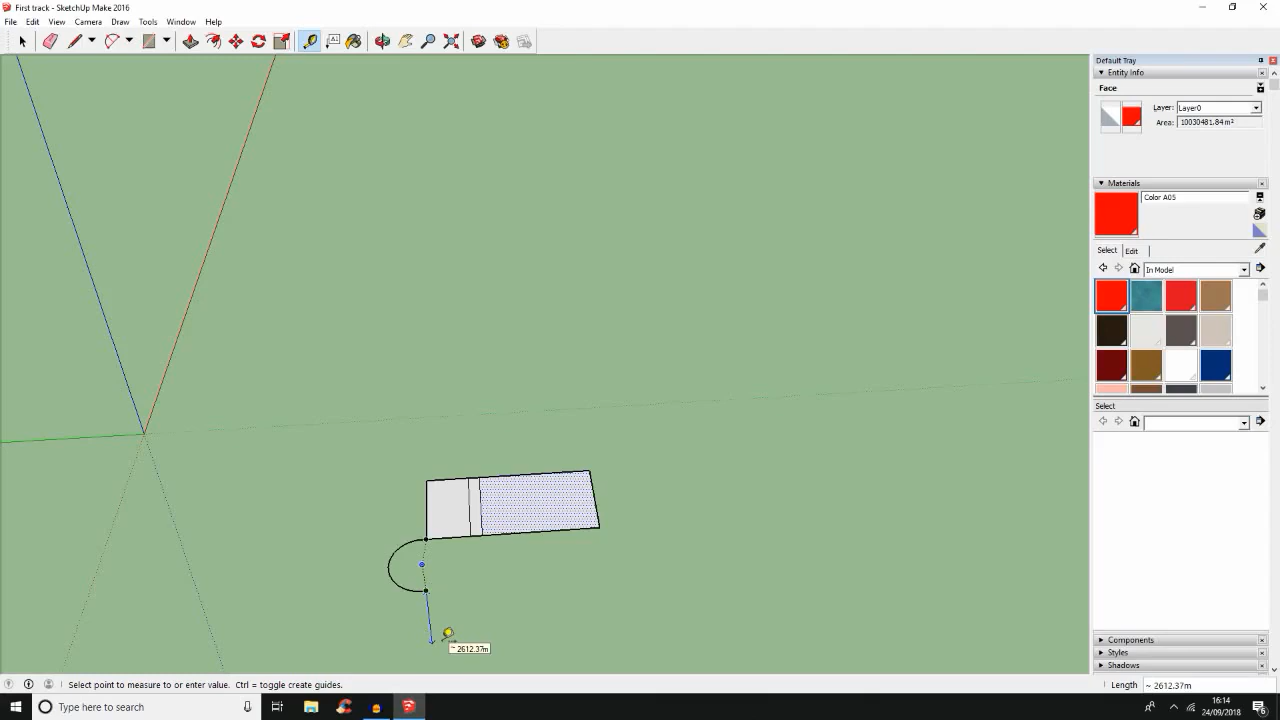 First track - SketchUp Make 2016
File Edit View Camera Draw Tools Window Help
Default Tray
Entity Info
Face
Layer: Layer0
Area: 10030481.84 m²
Materials
Color A05
Select Edit
In Model
Select
Components
Styles
Shadows
~ 2612.37m
Select point to measure to or enter value. Ctrl = toggle create guides.
Length ~ 2612.37m
Type here to search
16:14
24/09/2018
6